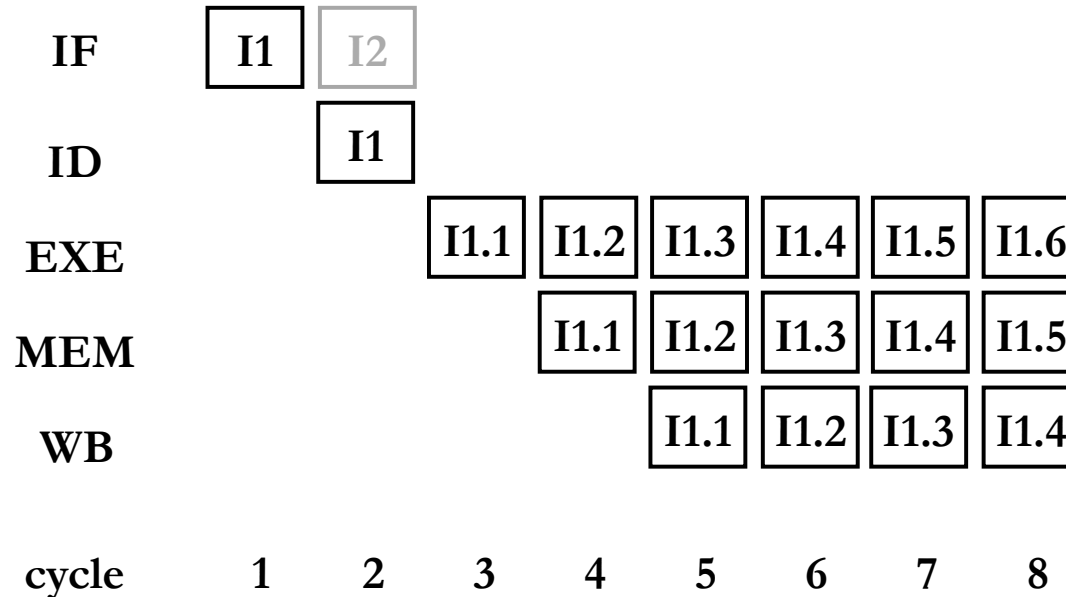 IF I1 I2
ID I1
EXE I1.1 I1.2 I1.3 I1.4 I1.5 I1.6
MEM I1.1 I1.2 I1.3 I1.4 I1.5
WB I1.1 I1.2 I1.3 I1.4
cycle 1 2 3 4 5 6 7 8